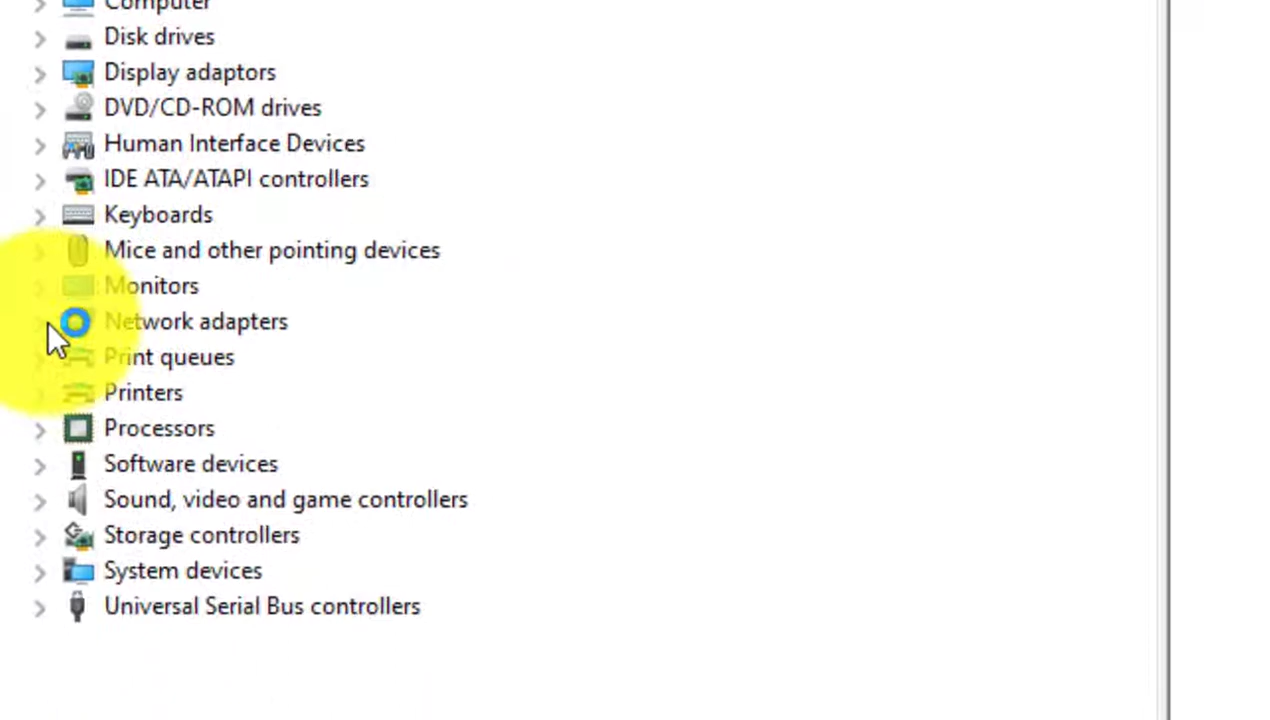 Computer
Disk drives
Display adaptors
DVD/CD-ROM drives
Human Interface Devices
IDE ATA/ATAPI controllers
Keyboards
Mice and other pointing devices
Monitors
Network adapters
Print queues
Printers
Processors
Software devices
Sound, video and game controllers
Storage controllers
System devices
Universal Serial Bus controllers